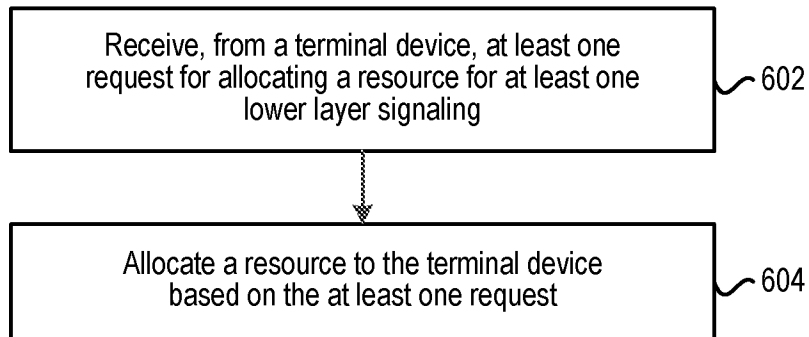 Receive, from a terminal device, at least one
request for allocating a resource for at least one
lower layer signaling
602
Allocate a resource to the terminal device
based on the at least one request
604